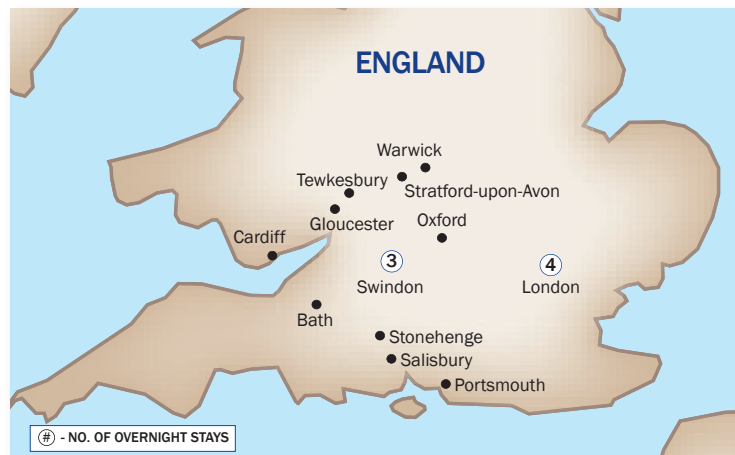 ENGLAND
Warwick
Tewkesbury
Stratford-upon-Avon
Gloucester
Oxford
Cardiff
3
4
Swindon
London
Bath
Stonehenge
Salisbury
Portsmouth
# - NO. OF OVERNIGHT STAYS